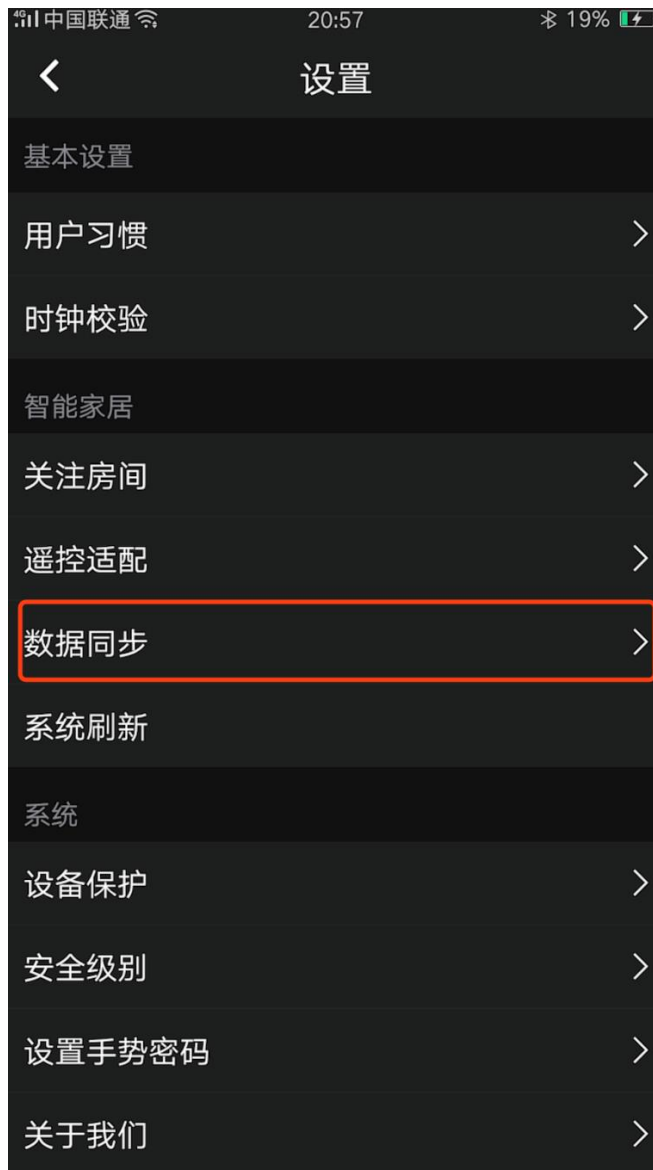 4G 中国联通 20:57 19%
设置
基本设置
用户习惯
时钟校验
智能家居
关注房间
遥控适配
数据同步
系统刷新
系统
设备保护
安全级别
设置手势密码
关于我们